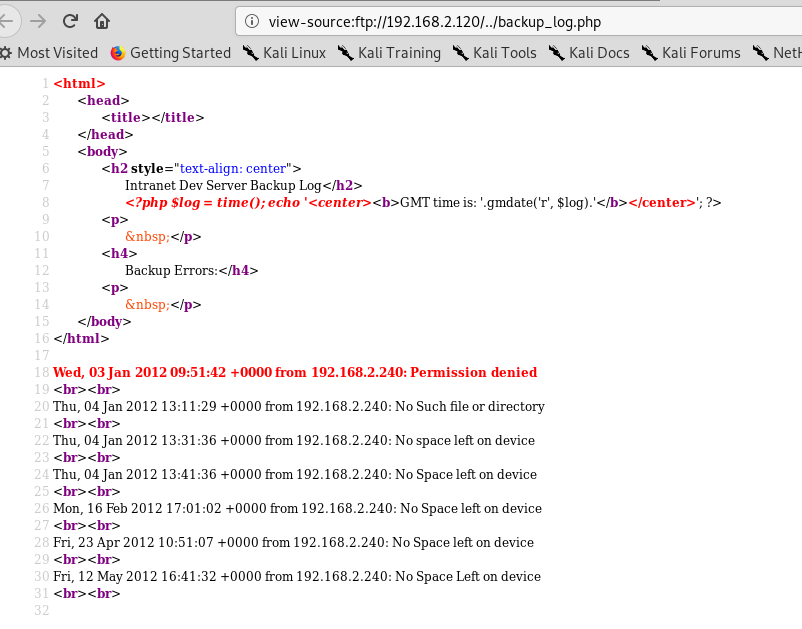 view-source:ftp://192.168.2.120/../backup_log.php
Most Visited Getting Started Kali Linux Kali Training Kali Tools Kali Docs Kali Forums NetH
1 <html>
2 <head>
3 <title></title>
4 </head>
5 <body>
6 <h2 style="text-align: center">
7 Intranet Dev Server Backup Log</h2>
8 <?php $log = time(); echo '<center><b>GMT time is: '.gmdate('r', $log).'</b></center>'; ?>
9 <p>
10 &nbsp;</p>
11 <h4>
12 Backup Errors:</h4>
13 <p>
14 &nbsp;</p>
15 </body>
16 </html>
17
18 Wed, 03 Jan 2012 09:51:42 +0000 from 192.168.2.240: Permission denied
19 <br><br>
20 Thu, 04 Jan 2012 13:11:29 +0000 from 192.168.2.240: No Such file or directory
21 <br><br>
22 Thu, 04 Jan 2012 13:31:36 +0000 from 192.168.2.240: No space left on device
23 <br><br>
24 Thu, 04 Jan 2012 13:41:36 +0000 from 192.168.2.240: No Space left on device
25 <br><br>
26 Mon, 16 Feb 2012 17:01:02 +0000 from 192.168.2.240: No Space left on device
27 <br><br>
28 Fri, 23 Apr 2012 10:51:07 +0000 from 192.168.2.240: No Space left on device
29 <br><br>
30 Fri, 12 May 2012 16:41:32 +0000 from 192.168.2.240: No Space Left on device
31 <br><br>
32